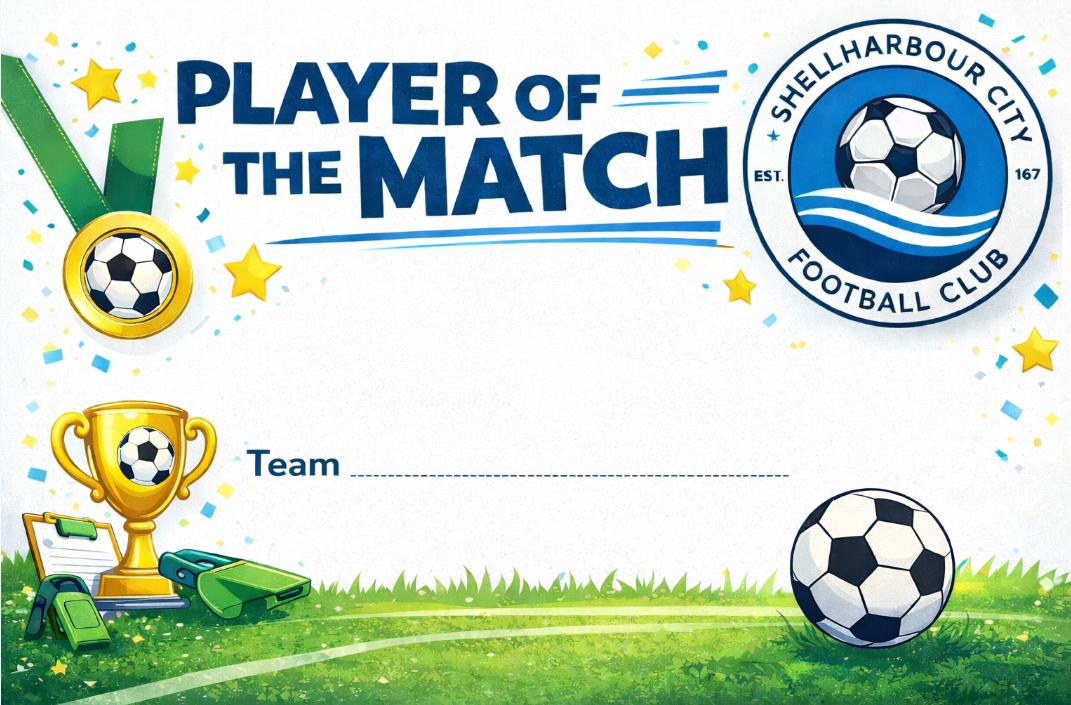 PLAYER OF
THE MATCH
SHELLHARBOUR CITY
EST. 167
FOOTBALL CLUB
Team